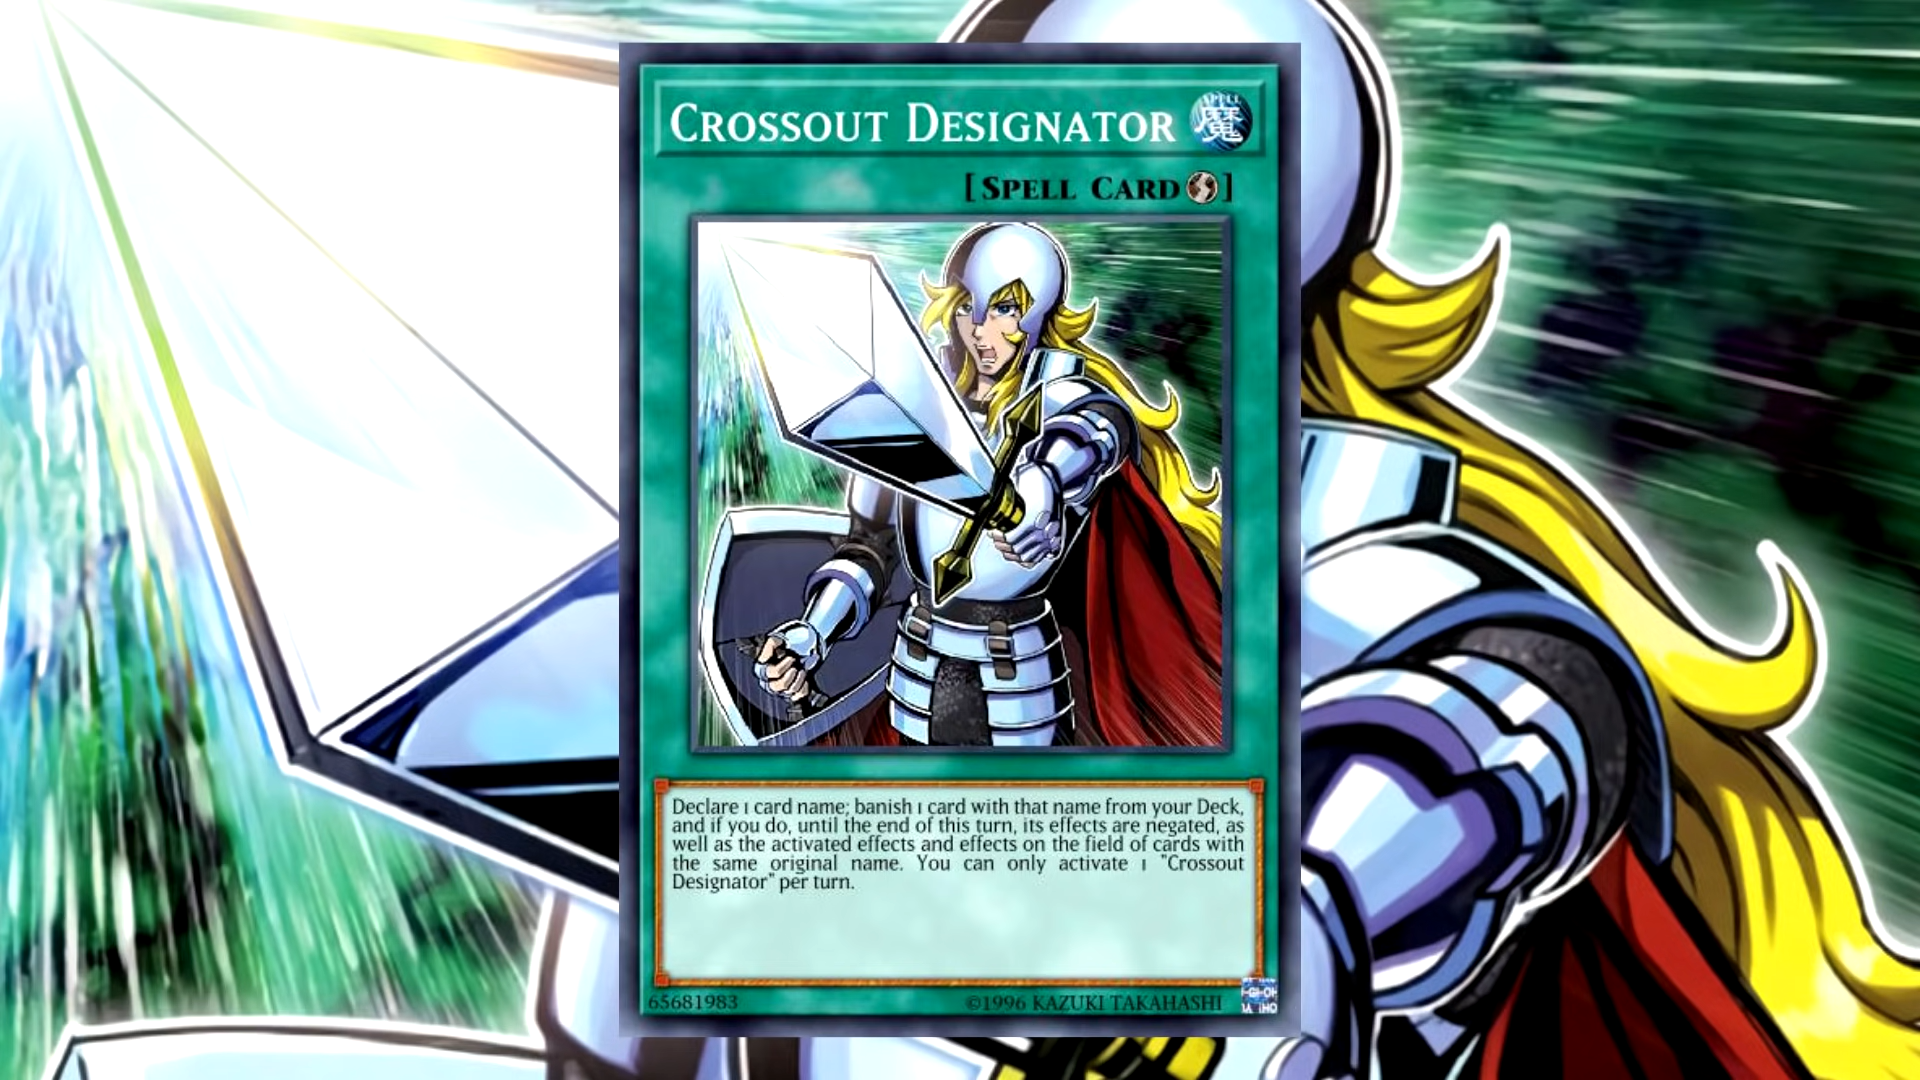 Crossout Designator
SPELL
魔
[Spell Card]
Declare 1 card name; banish 1 card with that name from your Deck,
and if you do, until the end of this turn, its effects are negated, as
well as the activated effects and effects on the field of cards with
the same original name. You can only activate 1 "Crossout
Designator" per turn.
65681983
©1996 KAZUKI TAKAHASHI